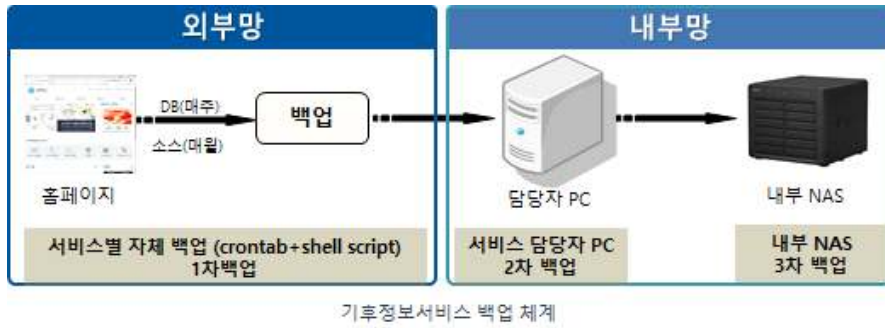 외부망
내부망
DB(매주)
소스(매월)
백업
홈페이지
담당자 PC
내부 NAS
서비스별 자체 백업 (crontab+shell script)
1차백업
서비스 담당자 PC
2차 백업
내부 NAS
3차 백업
기후정보서비스 백업 체계